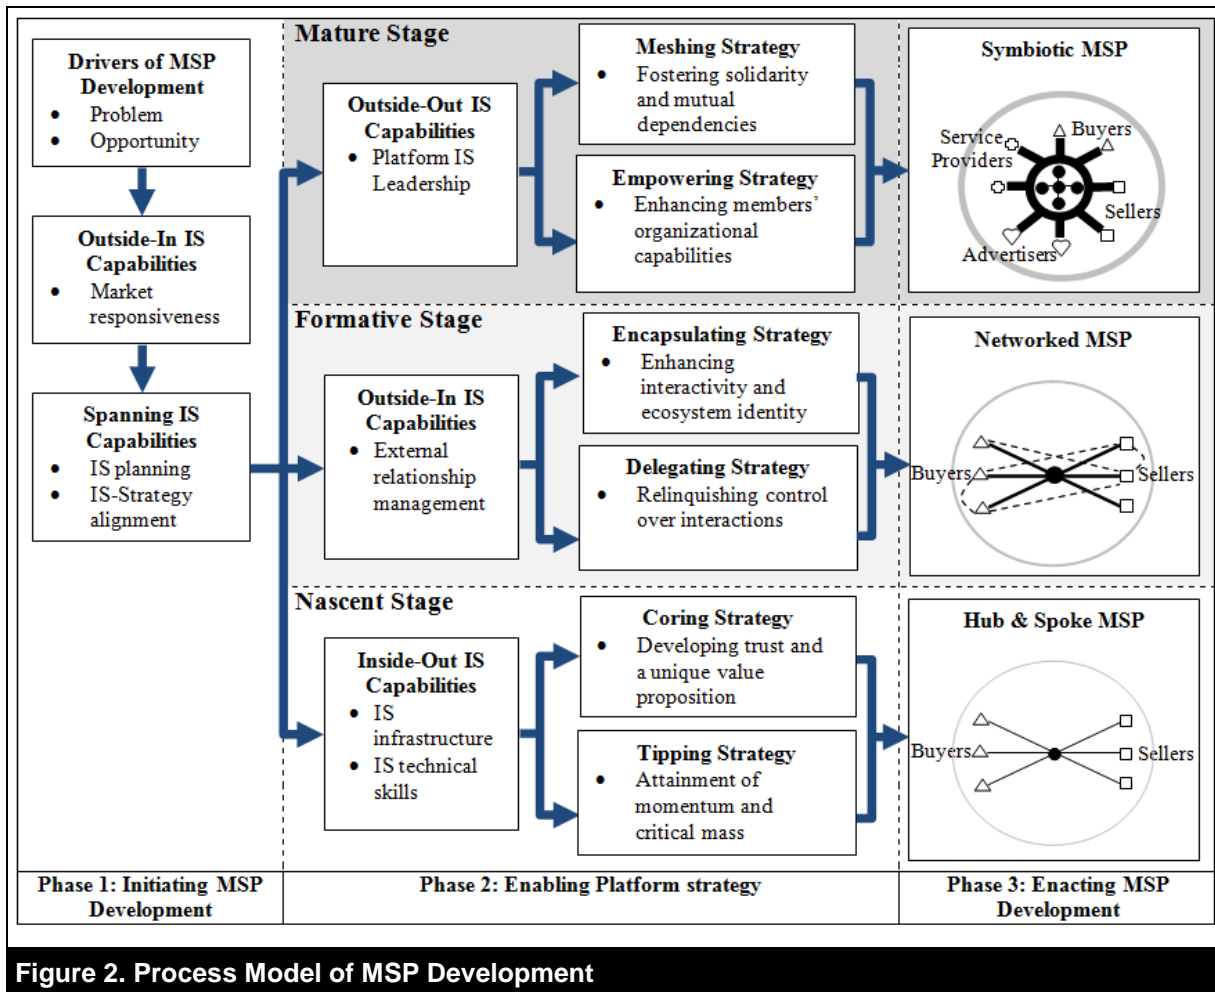 Drivers of MSP
Development
• Problem
• Opportunity
Outside-In IS
Capabilities
• Market
responsiveness
Spanning IS
Capabilities
• IS planning
• IS-Strategy
alignment
Mature Stage
Outside-Out IS
Capabilities
• Platform IS
Leadership
Meshing Strategy
• Fostering solidarity
and mutual
dependencies
Empowering Strategy
• Enhancing members’
organizational
capabilities
Symbiotic MSP
Service
Providers
Buyers
Sellers
Advertisers
Formative Stage
Outside-In IS
Capabilities
• External
relationship
management
Encapsulating Strategy
• Enhancing
interactivity and
ecosystem identity
Delegating Strategy
• Relinquishing control
over interactions
Networked MSP
Buyers
Sellers
Nascent Stage
Inside-Out IS
Capabilities
• IS
infrastructure
• IS technical
skills
Coring Strategy
• Developing trust and
a unique value
proposition
Tipping Strategy
• Attainment of
momentum and
critical mass
Hub & Spoke MSP
Buyers
Sellers
Phase 1: Initiating MSP
Development
Phase 2: Enabling Platform strategy
Phase 3: Enacting MSP
Development
Figure 2. Process Model of MSP Development